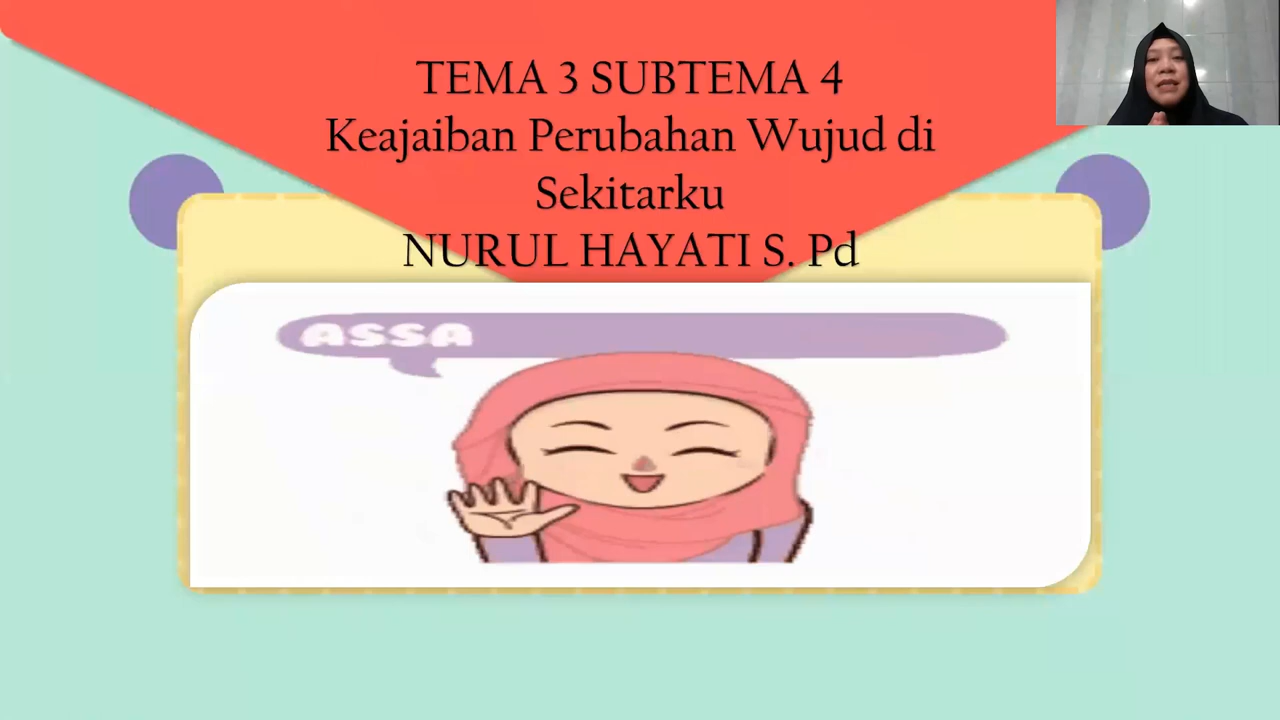 TEMA 3 SUBTEMA 4
Keajaiban Perubahan Wujud di
Sekitarku
NURUL HAYATI S. Pd
ASSA